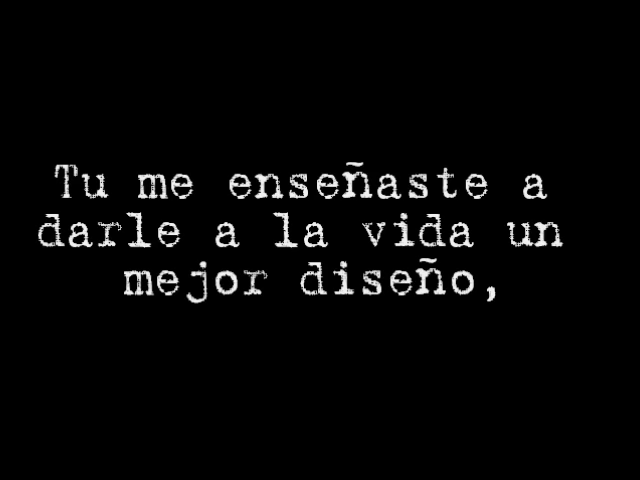 Tu me enseñaste a
darle a la vida un
mejor diseño,